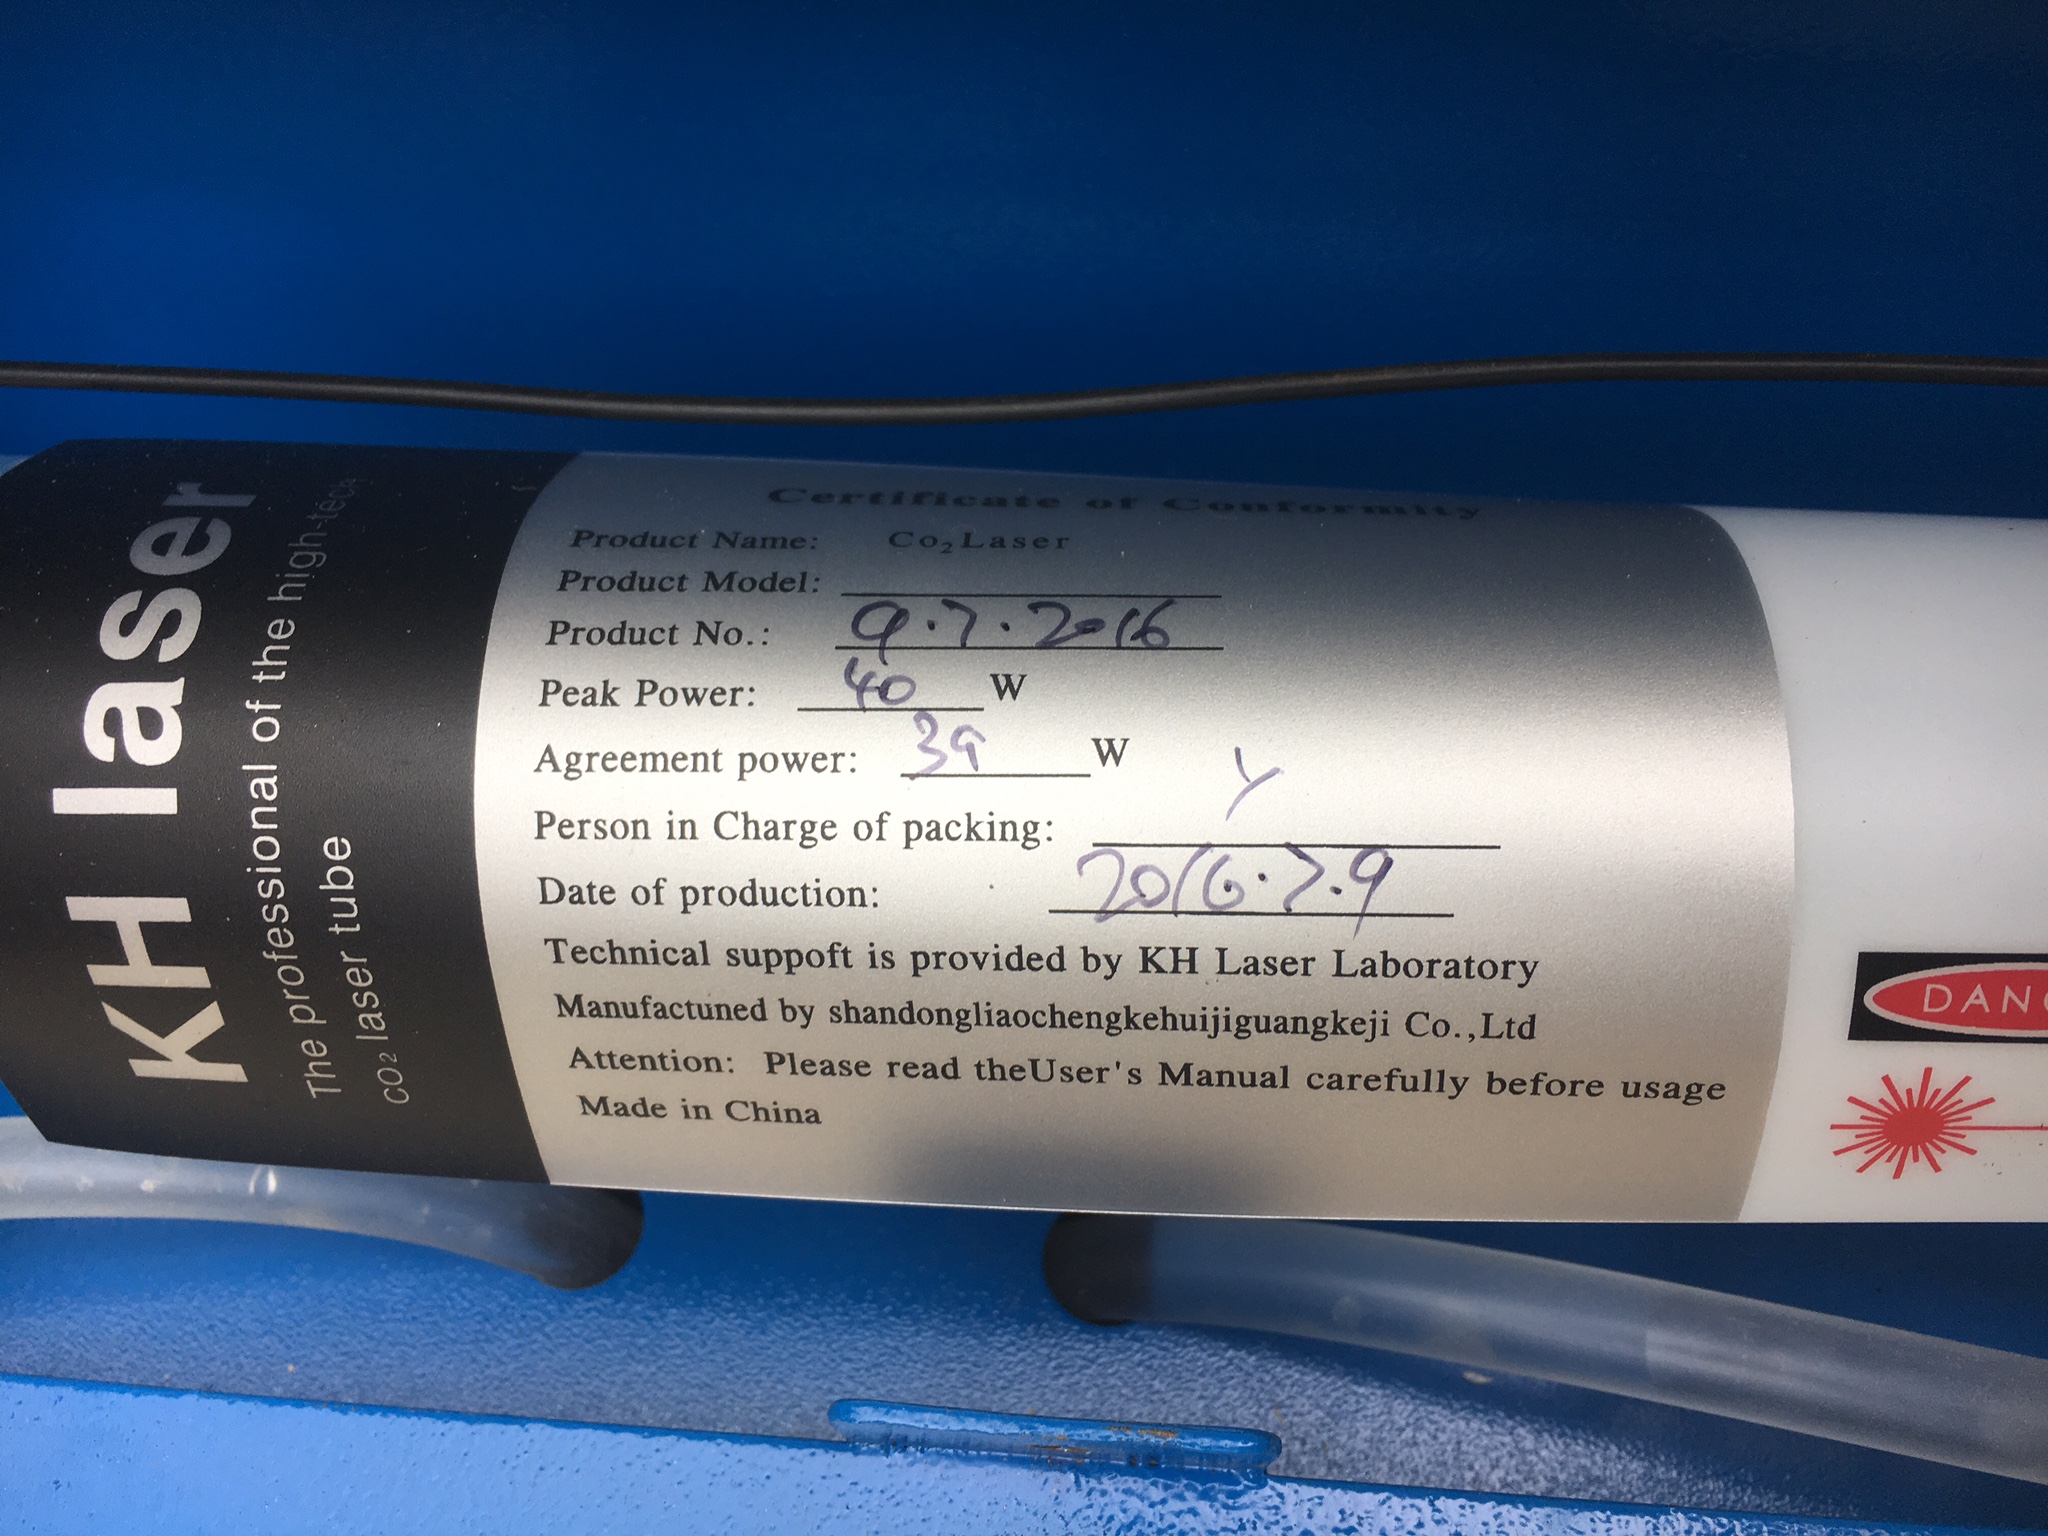 KH laser
The professional of the high-tech
CO₂ laser tube
Certificate of Conformity
Product Name: Co₂Laser
Product Model:
Product No.: 9.7.2016
Peak Power: 40 W
Agreement power: 39 W
Person in Charge of packing: Y
Date of production: 2016.7.9
Technical suppoft is provided by KH Laser Laboratory
Manufactuned by shandongliaochengkehuijiguangkeji Co.,Ltd
Attention: Please read theUser's Manual carefully before usage
Made in China
DANG